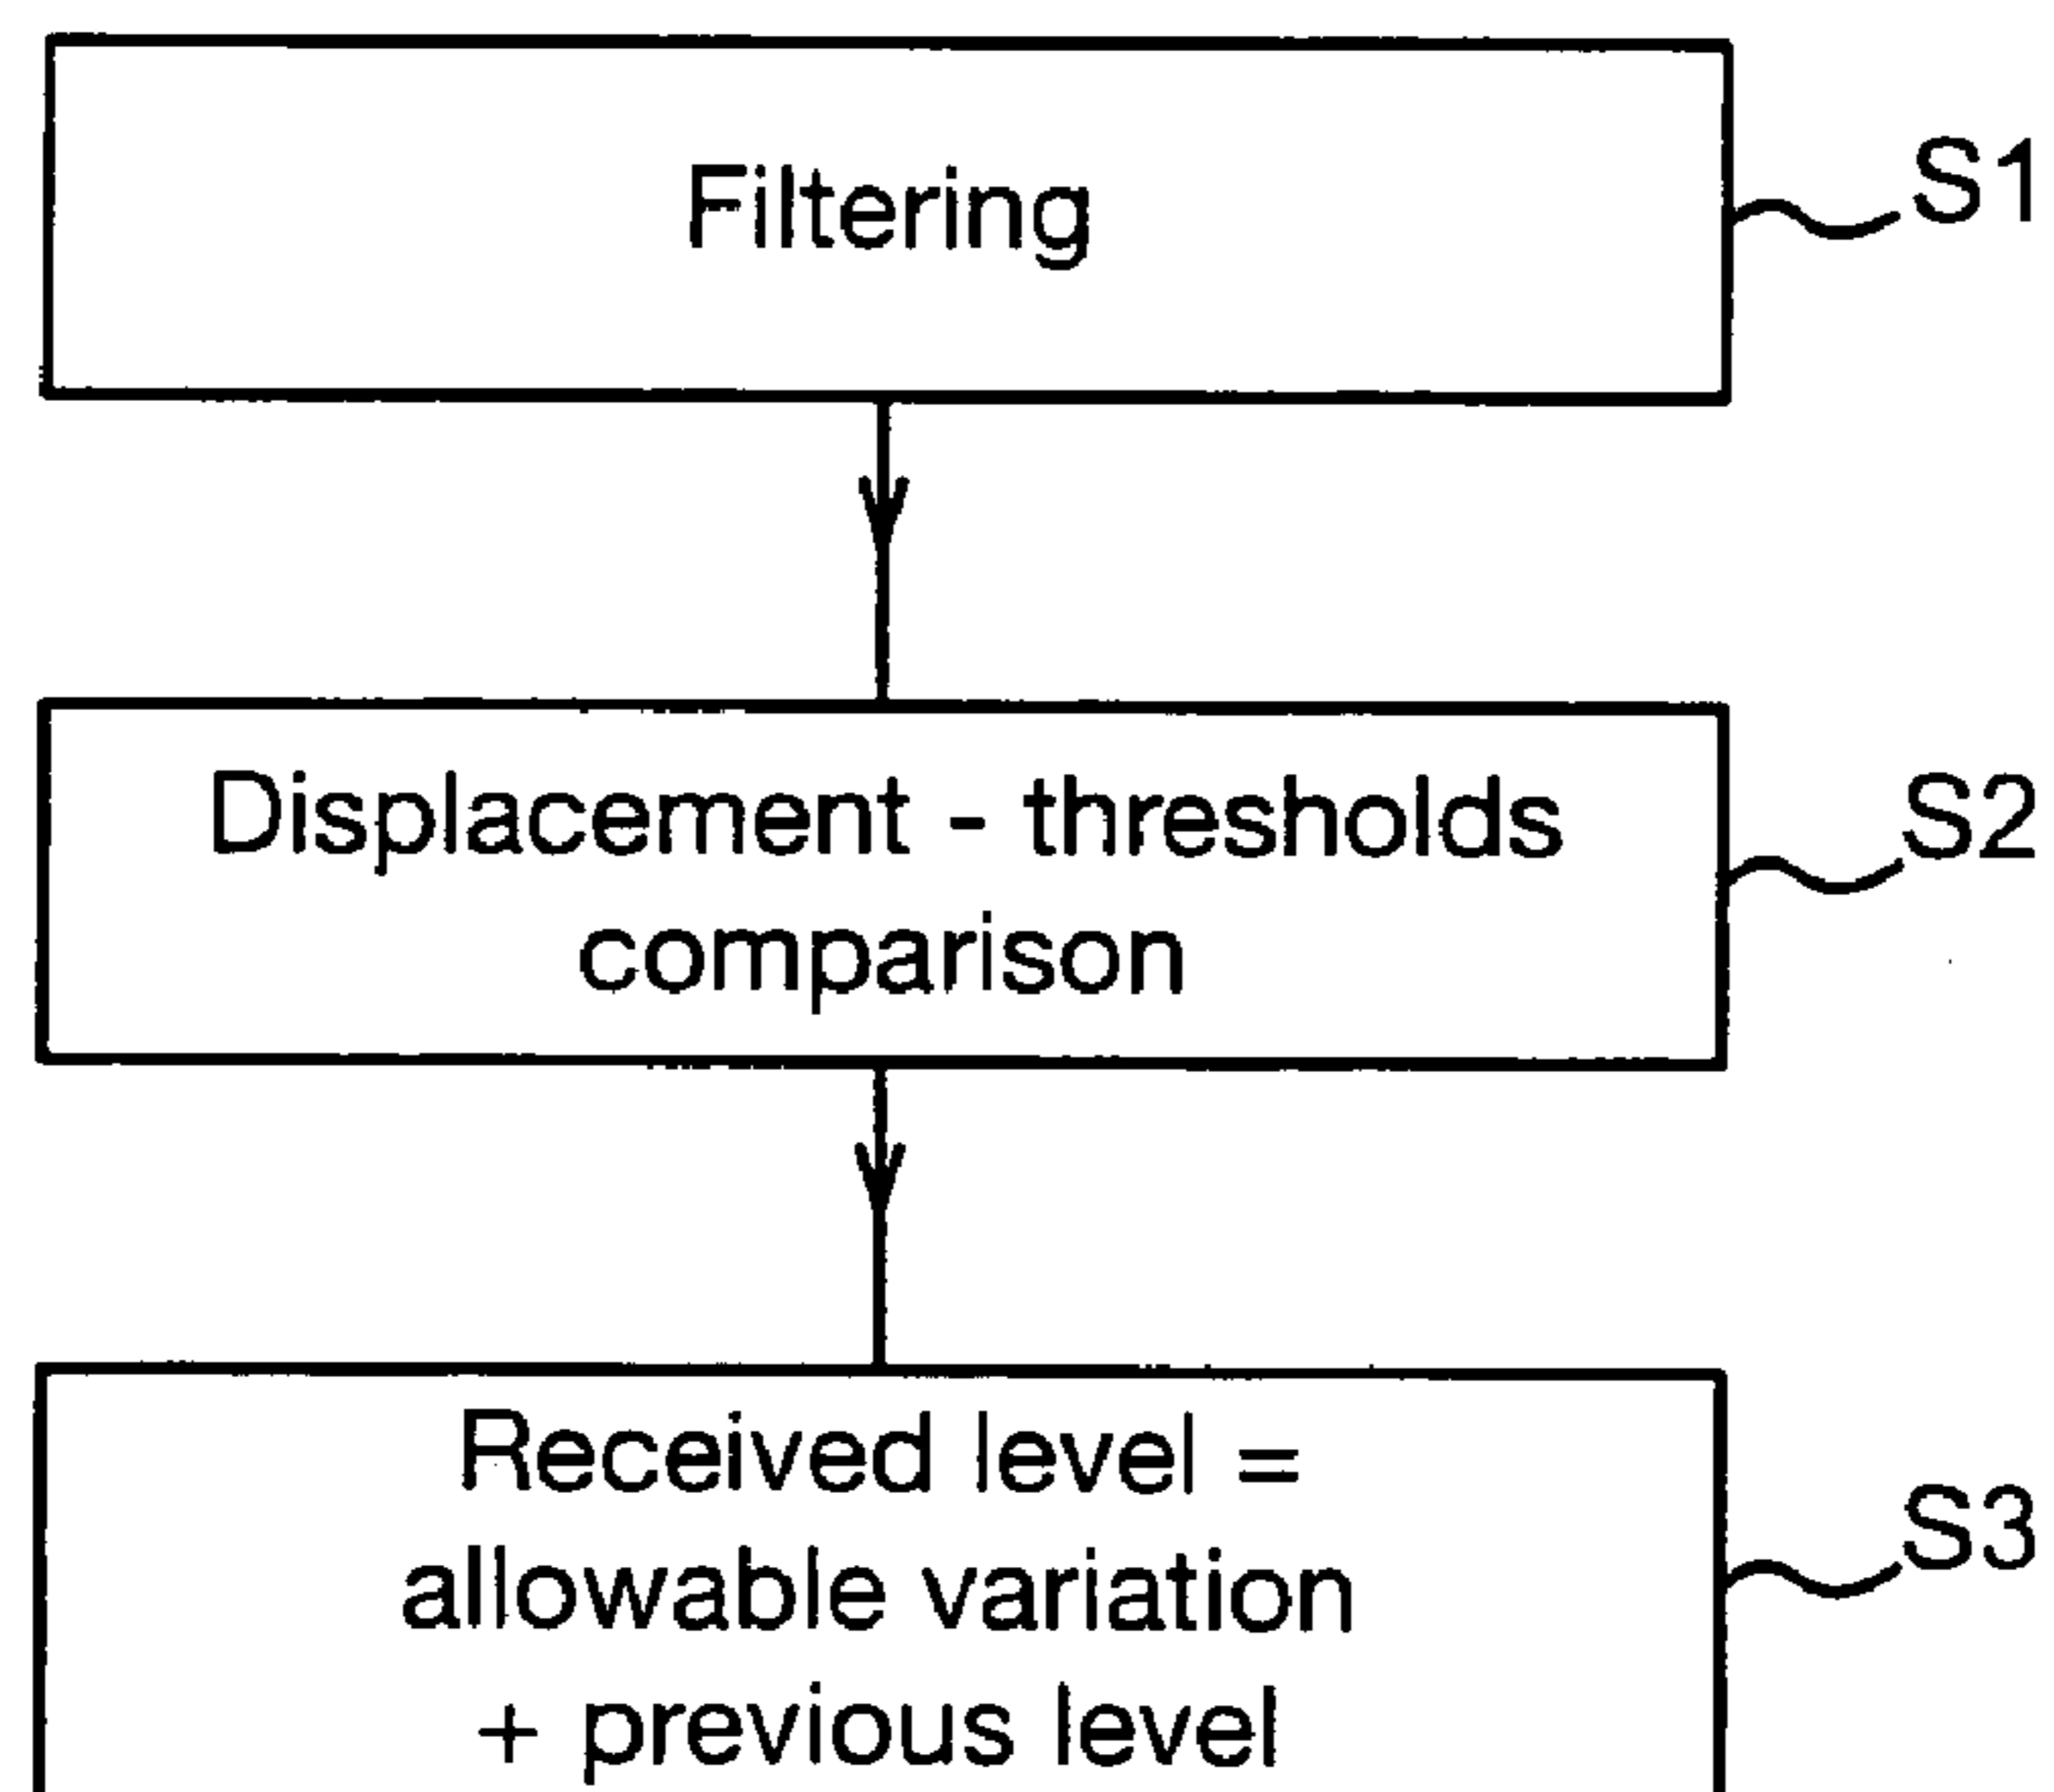 Filtering
S1
Displacement - thresholds
comparison
S2
Received level =
allowable variation
+ previous level
S3